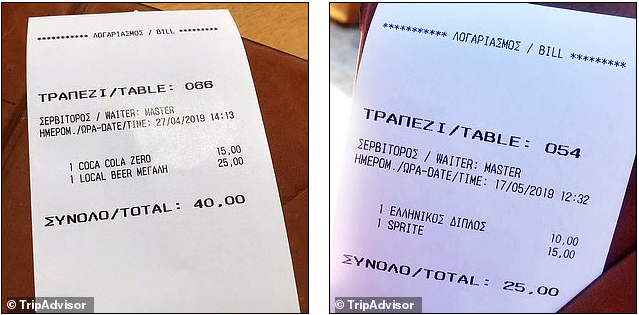 *********** ΛΟΓΑΡΙΑΣΜΟΣ / BILL *********
ΤΡΑΠΕΖΙ/TABLE: 066
ΣΕΡΒΙΤΟΡΟΣ / WAITER: MASTER
ΗΜΕΡΟΜ./ΩΡΑ-DATE/TIME: 27/04/2019 14:13
1 COCA COLA ZERO 15,00
1 LOCAL BEER ΜΕΓΑΛΗ 25,00
ΣΥΝΟΛΟ/TOTAL: 40,00
© TripAdvisor
*********** ΛΟΓΑΡΙΑΣΜΟΣ / BILL *********
ΤΡΑΠΕΖΙ/TABLE: 054
ΣΕΡΒΙΤΟΡΟΣ / WAITER: MASTER
ΗΜΕΡΟΜ./ΩΡΑ-DATE/TIME: 17/05/2019 12:32
1 ΕΛΛΗΝΙΚΟΣ ΔΙΠΛΟΣ 10,00
1 SPRITE 15,00
ΣΥΝΟΛΟ/TOTAL: 25,00
© TripAdvisor